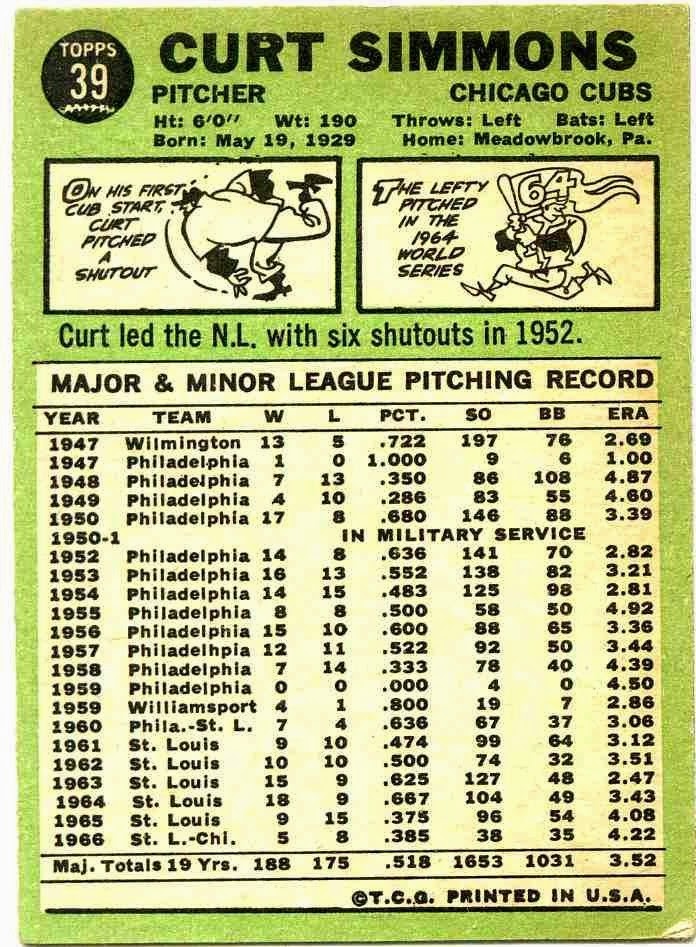 TOPPS
39
CURT SIMMONS
PITCHER CHICAGO CUBS
Ht: 6'0" Wt: 190 Throws: Left Bats: Left
Born: May 19, 1929 Home: Meadowbrook, Pa.
ON HIS FIRST
CUB START,
CURT
PITCHED
A
SHUTOUT
THE LEFTY
PITCHED
IN THE
1964
WORLD
SERIES
64
Curt led the N.L. with six shutouts in 1952.
MAJOR & MINOR LEAGUE PITCHING RECORD
YEAR TEAM W L PCT. SO BB ERA
1947 Wilmington 13 5 .722 197 76 2.69
1947 Philadelphia 1 0 1.000 9 6 1.00
1948 Philadelphia 7 13 .350 86 108 4.87
1949 Philadelphia 4 10 .286 83 55 4.60
1950 Philadelphia 17 8 .680 146 88 3.39
1950-1 IN MILITARY SERVICE
1952 Philadelphia 14 8 .636 141 70 2.82
1953 Philadelphia 16 13 .552 138 82 3.21
1954 Philadelphia 14 15 .483 125 98 2.81
1955 Philadelphia 8 8 .500 58 50 4.92
1956 Philadelphia 15 10 .600 88 65 3.36
1957 Philadelhpia 12 11 .522 92 50 3.44
1958 Philadelphia 7 14 .333 78 40 4.39
1959 Philadelphia 0 0 .000 4 0 4.50
1959 Williamsport 4 1 .800 19 7 2.86
1960 Phila.-St. L. 7 4 .636 67 37 3.06
1961 St. Louis 9 10 .474 99 64 3.12
1962 St. Louis 10 10 .500 74 32 3.51
1963 St. Louis 15 9 .625 127 48 2.47
1964 St. Louis 18 9 .667 104 49 3.43
1965 St. Louis 9 15 .375 96 54 4.08
1966 St. L.-Chi. 5 8 .385 38 35 4.22
Maj. Totals 19 Yrs. 188 175 .518 1653 1031 3.52
©T.C.G. PRINTED IN U.S.A.